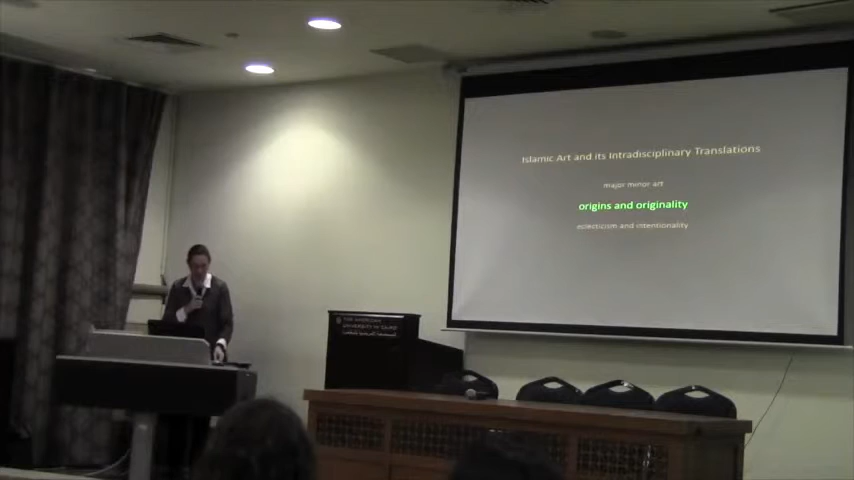 Islamic Art and its Intradisciplinary Translations
major minor art
origins and originality
eclecticism and intentionality
THE AMERICAN
UNIVERSITY IN CAIRO